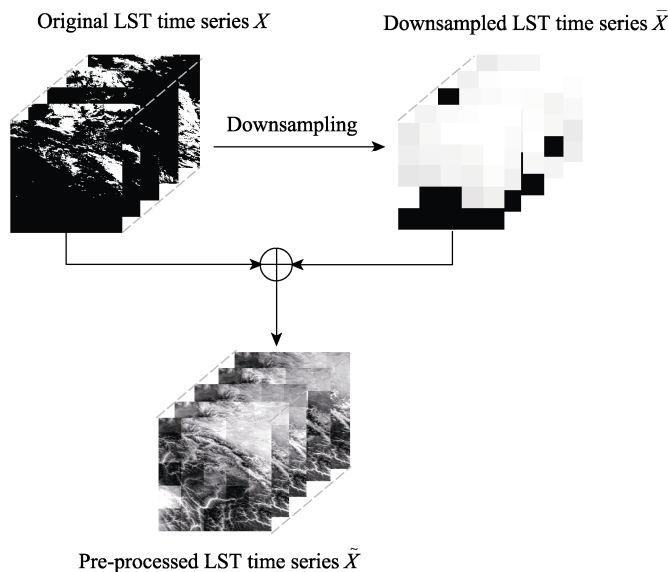 Original LST time series X
Downsampled LST time series X̄
Downsampling
Pre-processed LST time series X̃